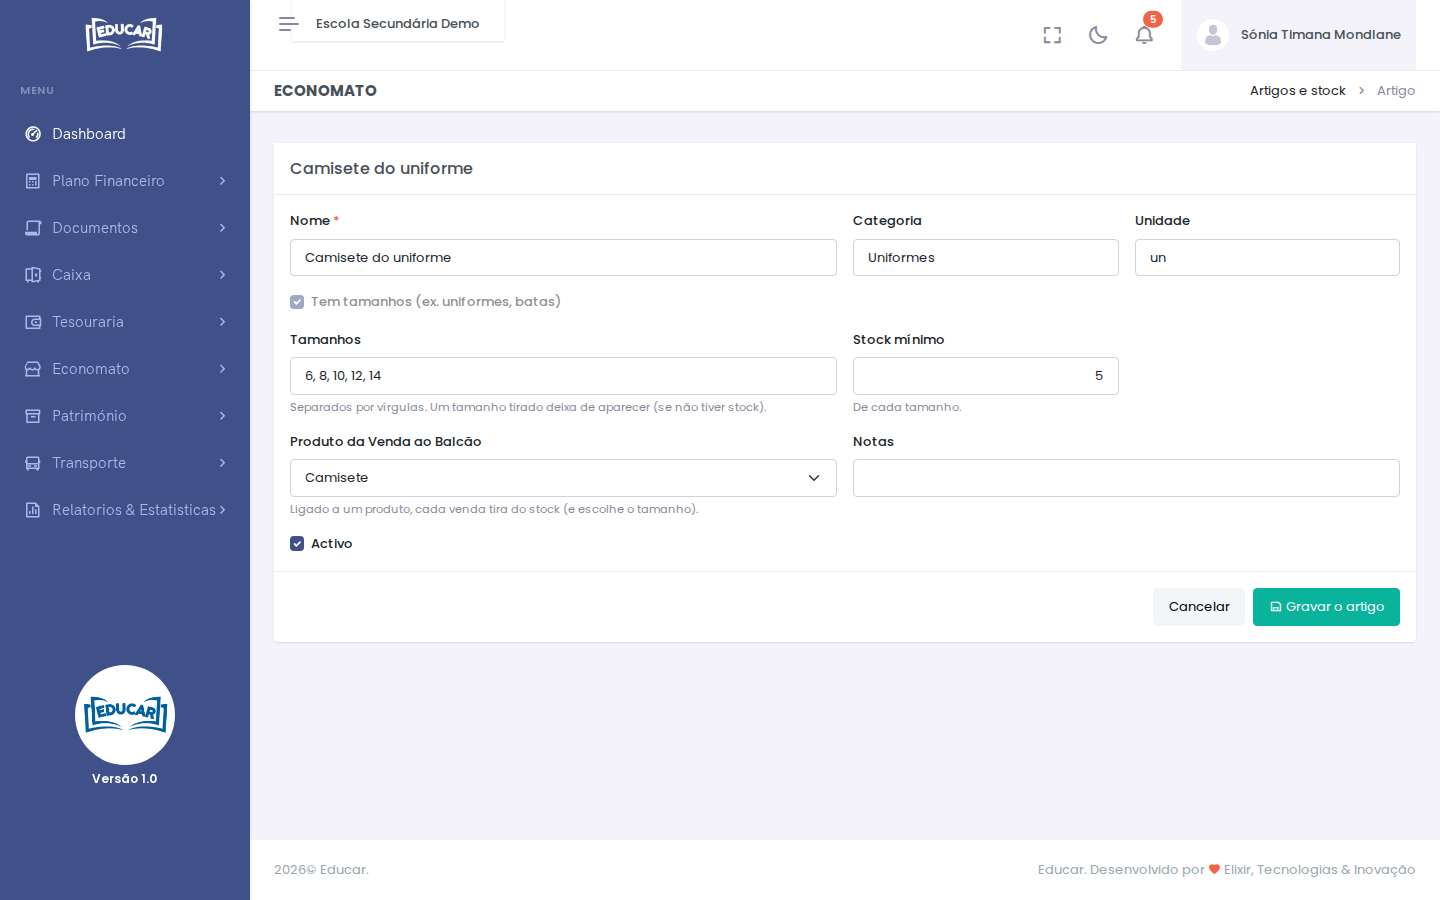 EDUCAR
Escola Secundária Demo
5
Sónia Timana Mondlane
MENU
Dashboard
Plano Financeiro
Documentos
Caixa
Tesouraria
Economato
Património
Transporte
Relatorios & Estatisticas
EDUCAR
Versão 1.0
ECONOMATO
Artigos e stock > Artigo
Camisete do uniforme
Nome * Categoria Unidade
Camisete do uniforme Uniformes un
Tem tamanhos (ex. uniformes, batas)
Tamanhos Stock mínimo
6, 8, 10, 12, 14 5
Separados por vírgulas. Um tamanho tirado deixa de aparecer (se não tiver stock). De cada tamanho.
Produto da Venda ao Balcão Notas
Camisete
Ligado a um produto, cada venda tira do stock (e escolhe o tamanho).
Activo
Cancelar Gravar o artigo
2026© Educar. Educar. Desenvolvido por ❤ Elixir, Tecnologias & Inovação